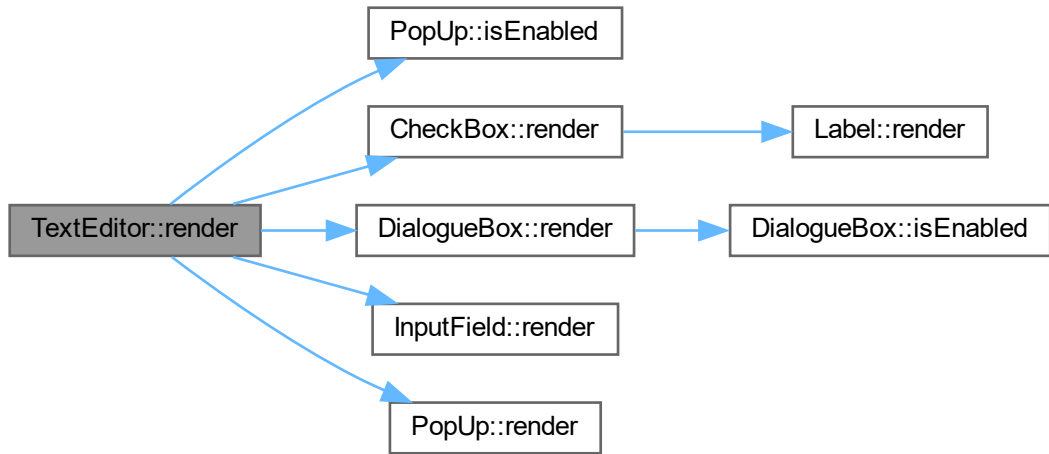 PopUp::isEnabled
CheckBox::render
Label::render
TextEditor::render
DialogueBox::render
DialogueBox::isEnabled
InputField::render
PopUp::render